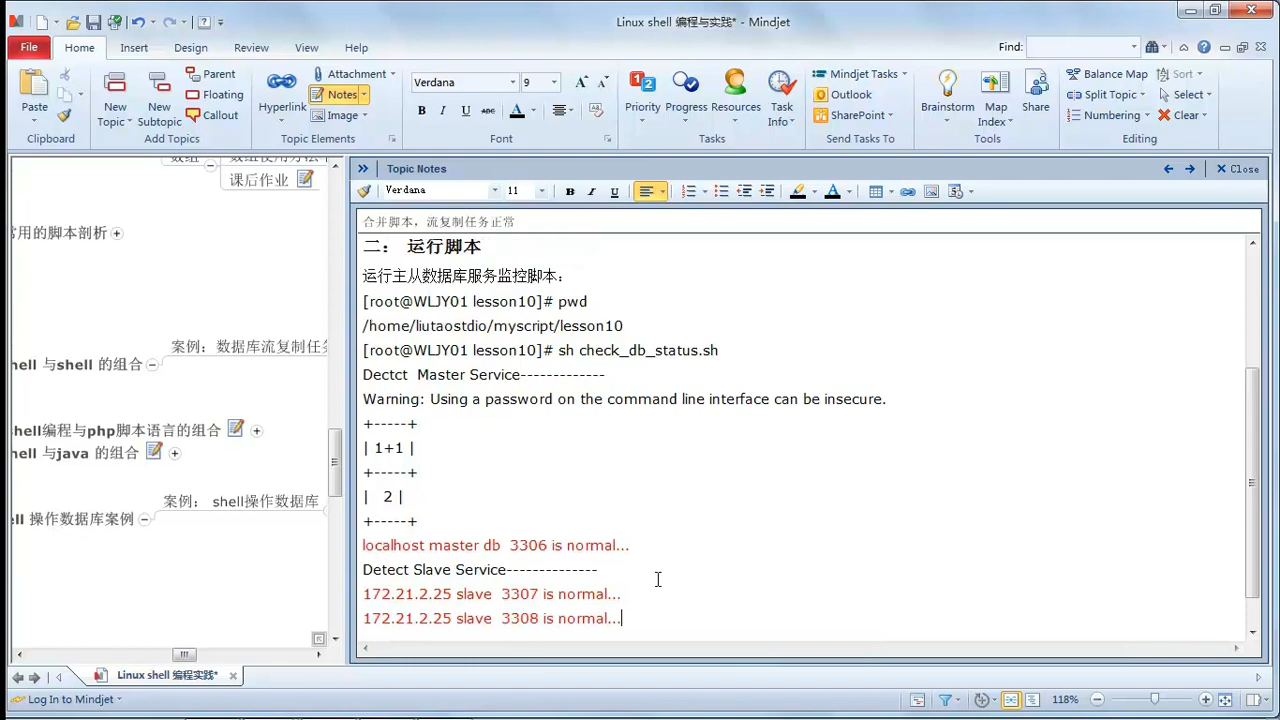 Linux shell 编程与实践* - Mindjet
File
Home
Insert
Design
Review
View
Help
Find:
Paste
New Topic
New Subtopic
Parent
Floating
Callout
Hyperlink
Attachment
Notes
Image
Verdana
9
B I U abc A
Priority
Progress
Resources
Task Info
Mindjet Tasks
Outlook
SharePoint
Brainstorm
Map Index
Share
Balance Map
Split Topic
Numbering
Sort
Select
Clear
Clipboard
Add Topics
Topic Elements
Font
Tasks
Send Tasks To
Tools
Editing
课后作业
常用的脚本剖析
案例：数据库流复制任务
hell 与shell 的组合
shell编程与php脚本语言的组合
hell 与java 的组合
案例： shell操作数据库
ell 操作数据库案例
Topic Notes
Close
Verdana
11
B I U
合并脚本，流复制任务正常
二： 运行脚本
运行主从数据库服务监控脚本：
[root@WLJY01 lesson10]# pwd
/home/liutaostdio/myscript/lesson10
[root@WLJY01 lesson10]# sh check_db_status.sh
Dectct  Master Service-------------
Warning: Using a password on the command line interface can be insecure.
+-----+
| 1+1 |
+-----+
|   2 |
+-----+
localhost master db  3306 is normal...
Detect Slave Service--------------
172.21.2.25 slave  3307 is normal...
172.21.2.25 slave  3308 is normal...
Linux shell 编程实践*
Log In to Mindjet
118%